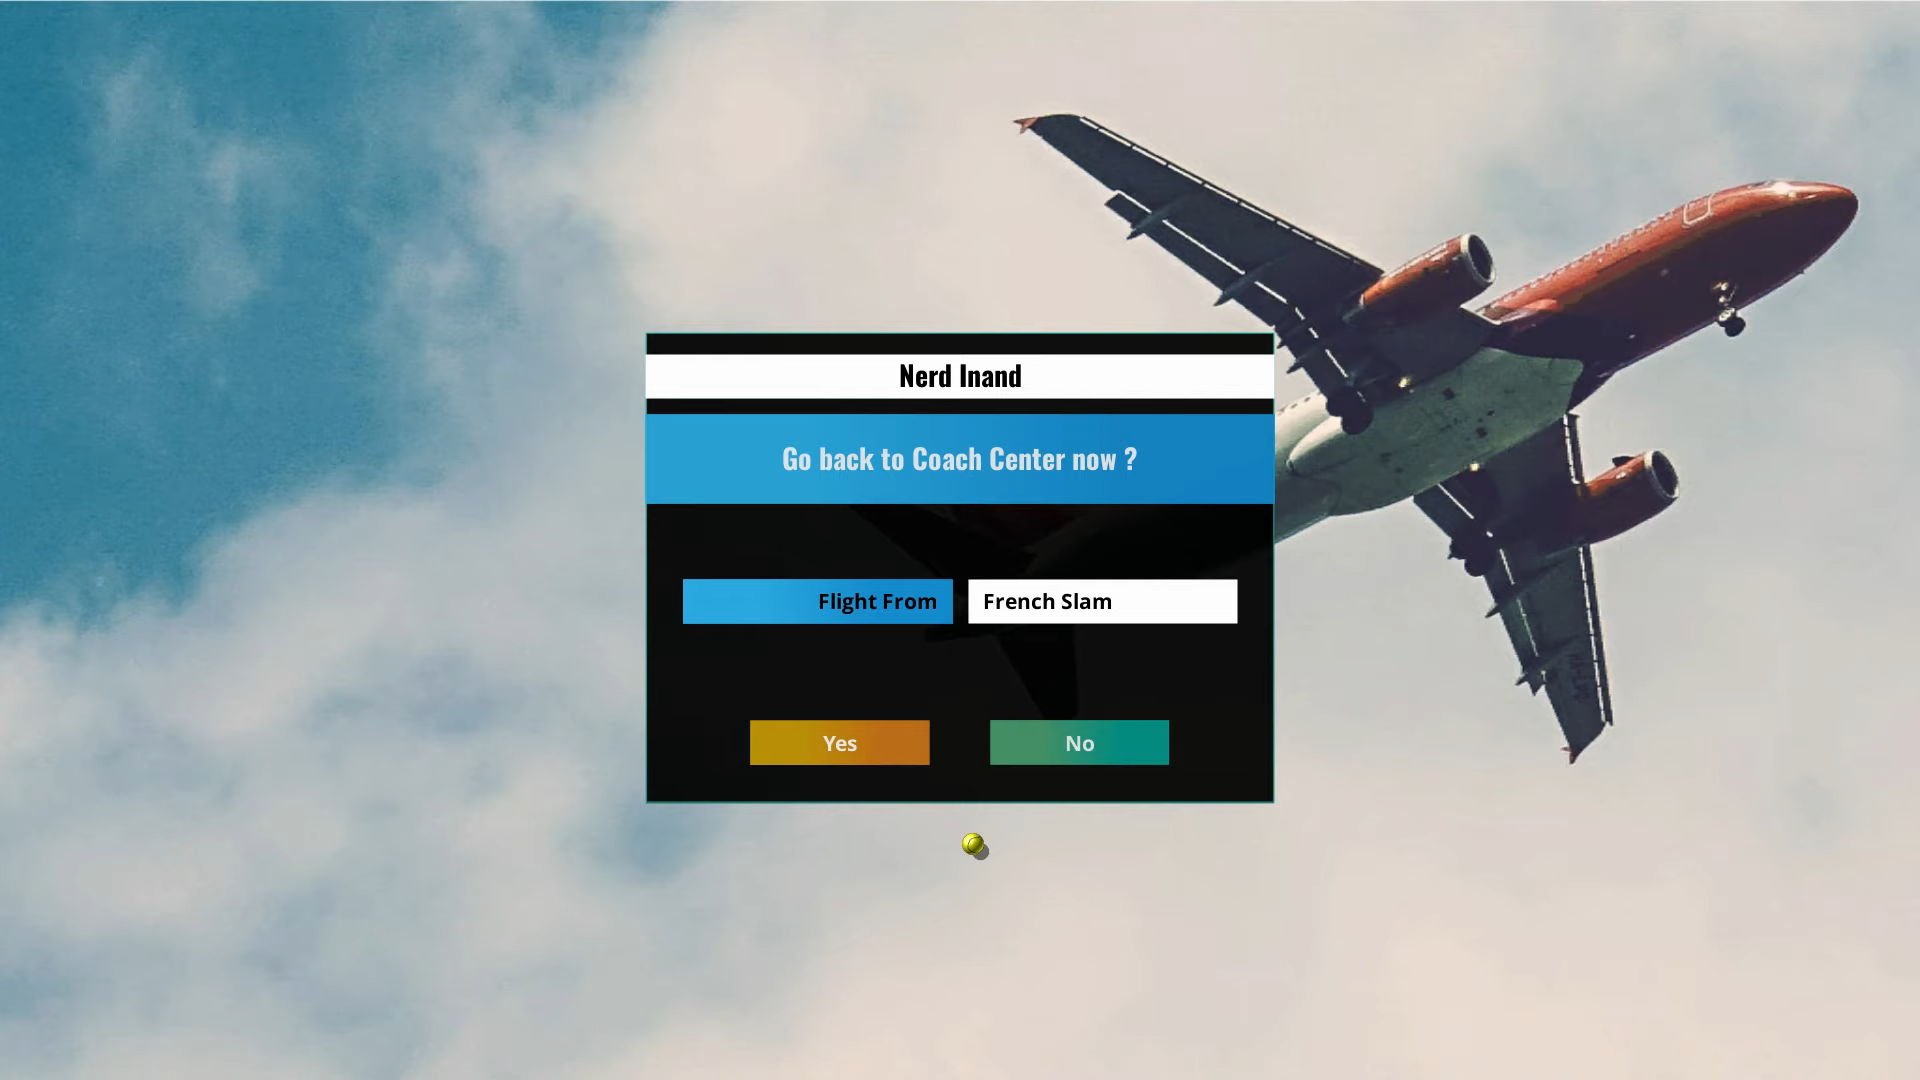 Nerd Inand
Go back to Coach Center now ?
Flight From French Slam
Yes No